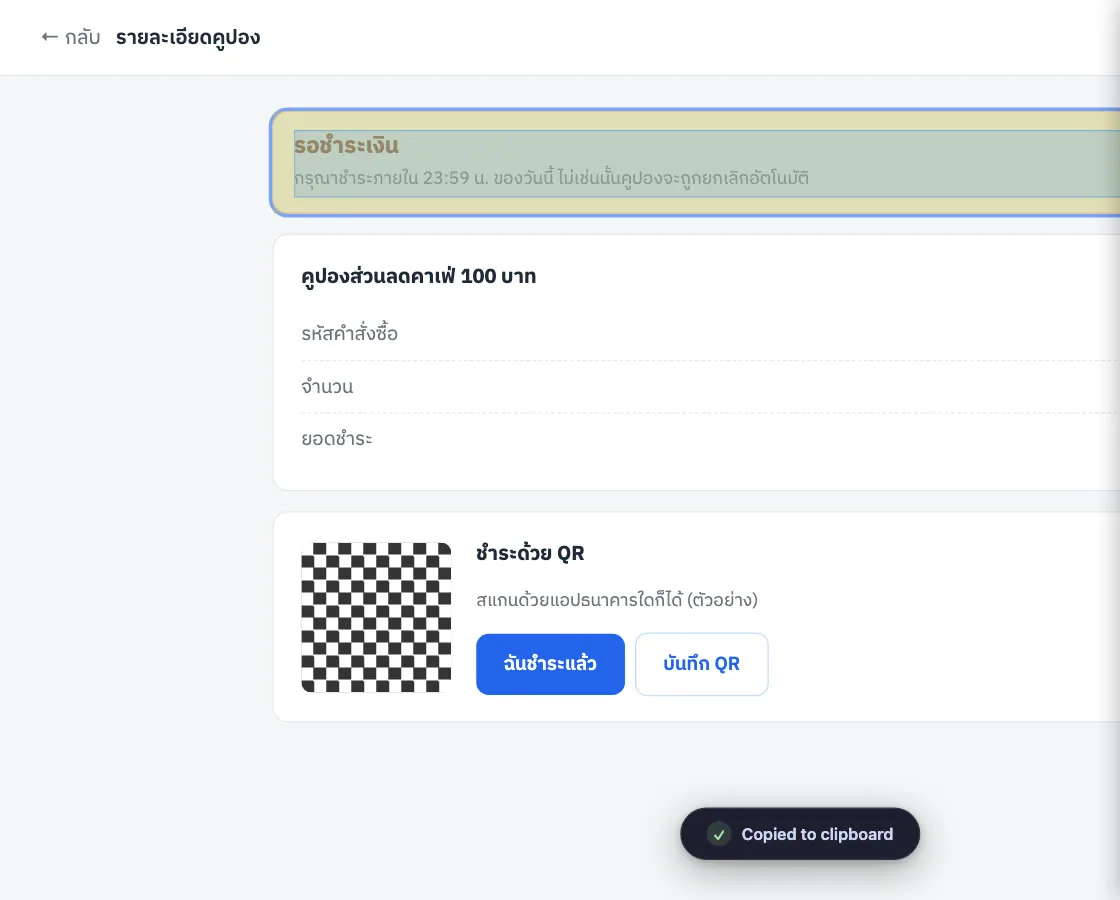 ← กลับ รายละเอียดคูปอง
รอชำระเงิน
กรุณาชำระภายใน 23:59 น. ของวันนี้ ไม่เช่นนั้นคูปองจะถูกยกเลิกอัตโนมัติ
คูปองส่วนลดคาเฟ่ 100 บาท
รหัสคำสั่งซื้อ
จำนวน
ยอดชำระ
ชำระด้วย QR
สแกนด้วยแอปธนาคารใดก็ได้ (ตัวอย่าง)
ฉันชำระแล้ว บันทึก QR
Copied to clipboard